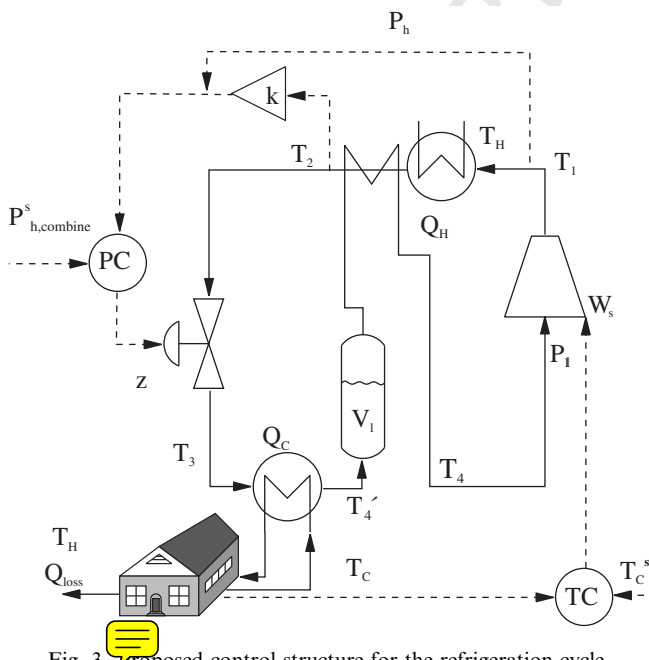 P_h
k
T_H
T_2
T_1
P^s_h,combine
Q_H
PC
W_s
P_l
z
V_l
Q_C
T_3
T_4
T_4´
T_H
T_C
T_C^s
Q_loss
TC
Fig. 3. Proposed control structure for the refrigeration cycle